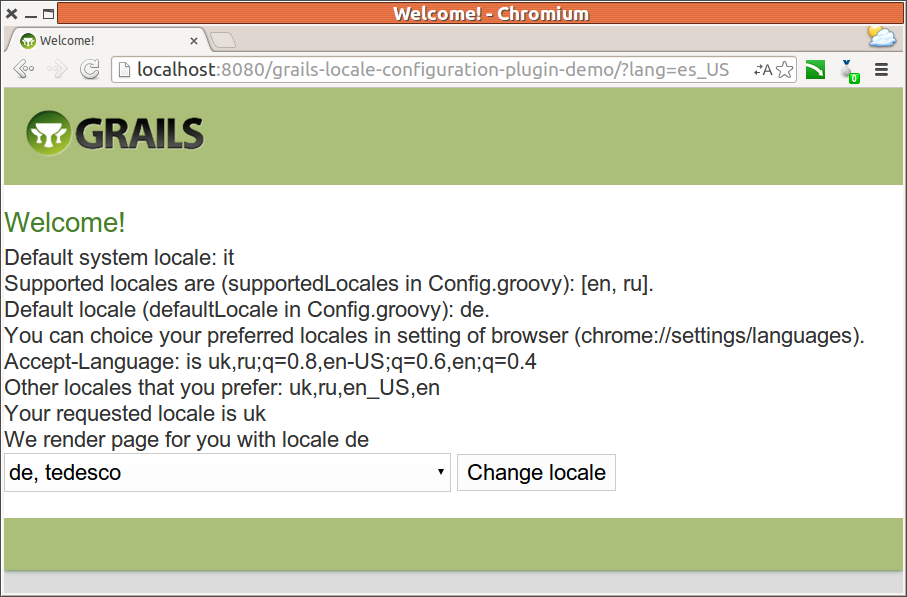 Welcome! - Chromium
Welcome!
localhost:8080/grails-locale-configuration-plugin-demo/?lang=es_US
0
GRAILS
Welcome!
Default system locale: it
Supported locales are (supportedLocales in Config.groovy): [en, ru].
Default locale (defaultLocale in Config.groovy): de.
You can choice your preferred locales in setting of browser (chrome://settings/languages).
Accept-Language: is uk,ru;q=0.8,en-US;q=0.6,en;q=0.4
Other locales that you prefer: uk,ru,en_US,en
Your requested locale is uk
We render page for you with locale de
de, tedesco
Change locale